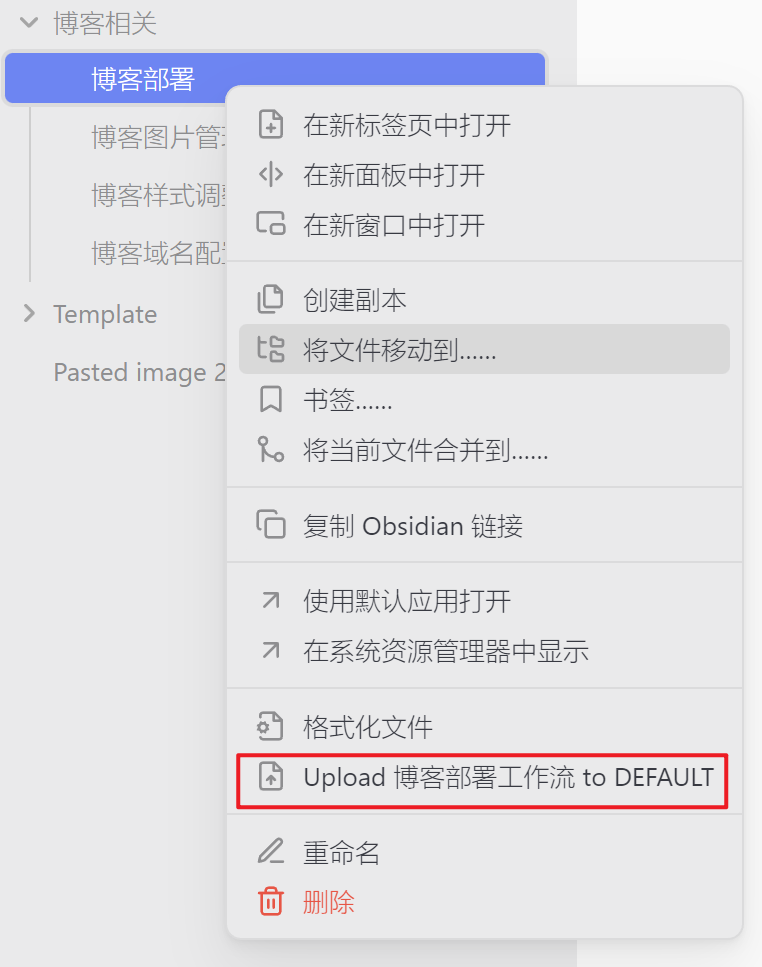 博客相关
博客部署
博客图片管
博客样式调
博客域名配
Template
Pasted image 2
在新标签页中打开
在新面板中打开
在新窗口中打开
创建副本
将文件移动到......
书签......
将当前文件合并到......
复制 Obsidian 链接
使用默认应用打开
在系统资源管理器中显示
格式化文件
Upload 博客部署工作流 to DEFAULT
重命名
删除